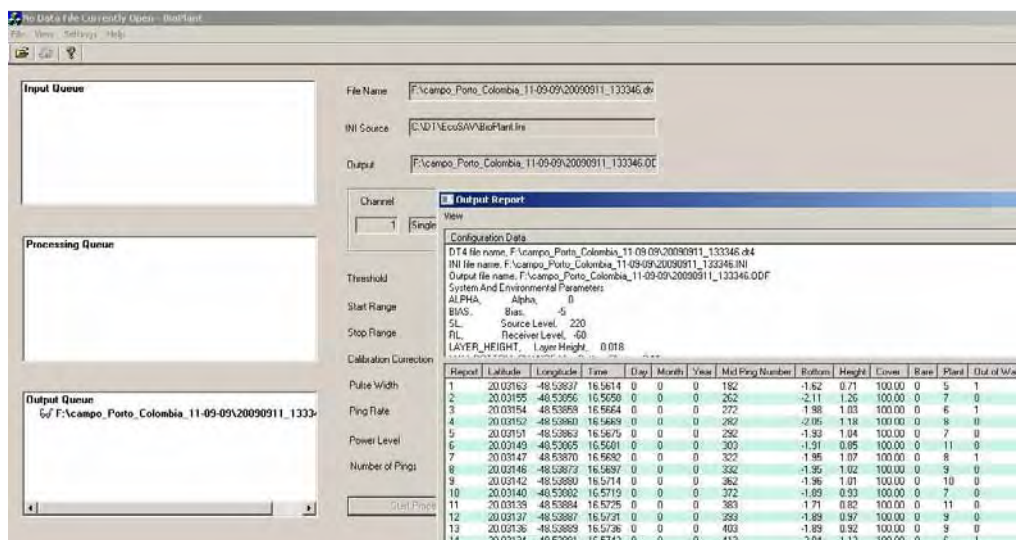 No Data File Currently Open - BioPlant
File View Settings Help
Input Queue
File Name F:\campo_Porto_Colombia_11-09-09\20090911_133346.dt4
INI Source C:\DT\EcoSAV\BioPlant.Ini
Output F:\campo_Porto_Colombia_11-09-09\20090911_133346.OD
Channel
1 Single
Processing Queue
Threshold
Start Range
Stop Range
Calibration Correction
Pulse Width
Ping Rate
Power Level
Number of Pings
Start Proce
Output Queue
F:\campo_Porto_Colombia_11-09-09\20090911_1333
Output Report
View
Configuration Data
DT4 file name, F:\campo_Porto_Colombia_11-09-09\20090911_133346.dt4
INI file name, F:\campo_Porto_Colombia_11-09-09\20090911_133346.INI
Output file name, F:\campo_Porto_Colombia_11-09-09\20090911_133346.ODF
System And Environmental Parameters
ALPHA, Alpha, 0
BIAS, Bias, -5
SL, Source Level, 220
RL, Receiver Level, -60
LAYER_HEIGHT, Layer Height, 0.018
Report Latitude Longitude Time Day Month Year Mid Ping Number Bottom Height Cover Bare Plant Out of Wa
1 20.03163 -48.53837 16.5614 0 0 0 182 -1.62 0.71 100.00 0 5 1
2 20.03155 -48.53856 16.5658 0 0 0 262 -2.11 1.26 100.00 0 7 0
3 20.03154 -48.53859 16.5664 0 0 0 272 -1.98 1.03 100.00 0 6 1
4 20.03152 -48.53860 16.5669 0 0 0 282 -2.05 1.18 100.00 0 8 0
5 20.03151 -48.53863 16.5675 0 0 0 292 -1.93 1.04 100.00 0 7 0
6 20.03149 -48.53865 16.5681 0 0 0 303 -1.91 0.85 100.00 0 11 0
7 20.03147 -48.53870 16.5692 0 0 0 322 -1.95 1.07 100.00 0 8 1
8 20.03146 -48.53873 16.5697 0 0 0 332 -1.95 1.02 100.00 0 9 0
9 20.03142 -48.53880 16.5714 0 0 0 362 -1.96 1.01 100.00 0 10 0
10 20.03140 -48.53882 16.5719 0 0 0 372 -1.89 0.93 100.00 0 7 0
11 20.03139 -48.53884 16.5725 0 0 0 383 -1.71 0.82 100.00 0 11 0
12 20.03137 -48.53887 16.5731 0 0 0 393 -1.89 0.97 100.00 0 9 0
13 20.03136 -48.53889 16.5736 0 0 0 403 -1.89 0.92 100.00 0 9 0